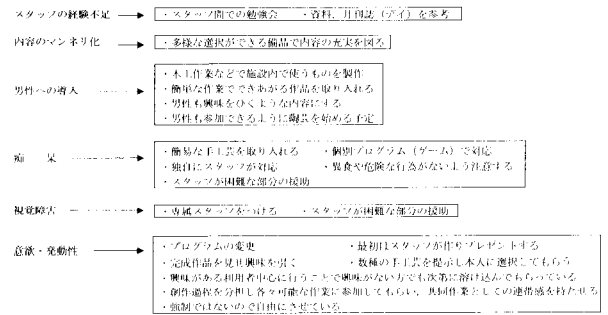 スタッフの経験不足 ・スタッフ間での勉強会 ・資料、月刊誌（デイ）を参考
内容のマンネリ化 ・多様な選択ができる備品で内容の充実を図る
男性への導入 ・木工作業などで施設内で使うものを製作
・簡単な作業でできあがる作品を取り入れる
・男性も興味をひくような内容にする
・男性も参加できるように陶芸を始める予定
痴 呆 ・簡易な手工芸を取り入れる ・個別プログラム（ゲーム）で対応
・独自にスタッフが対応 ・異食や危険な行為がないよう注意する
・スタッフが困難な部分の援助
視覚障害 ・専属スタッフをつける ・スタッフが困難な部分の援助
意欲・発動性 ・プログラムの変更 ・最初はスタッフが作りプレゼントする
・完成作品を見せ興味を引く ・数種の手工芸を提示し本人に選択してもらう
・興味がある利用者中心に行うことで興味がない方でも次第に溶け込んでもらっている
・創作過程を分担し各々可能な作業に参加してもらい、共同作業としての連帯感を持たせる
・強制ではないので自由にさせている